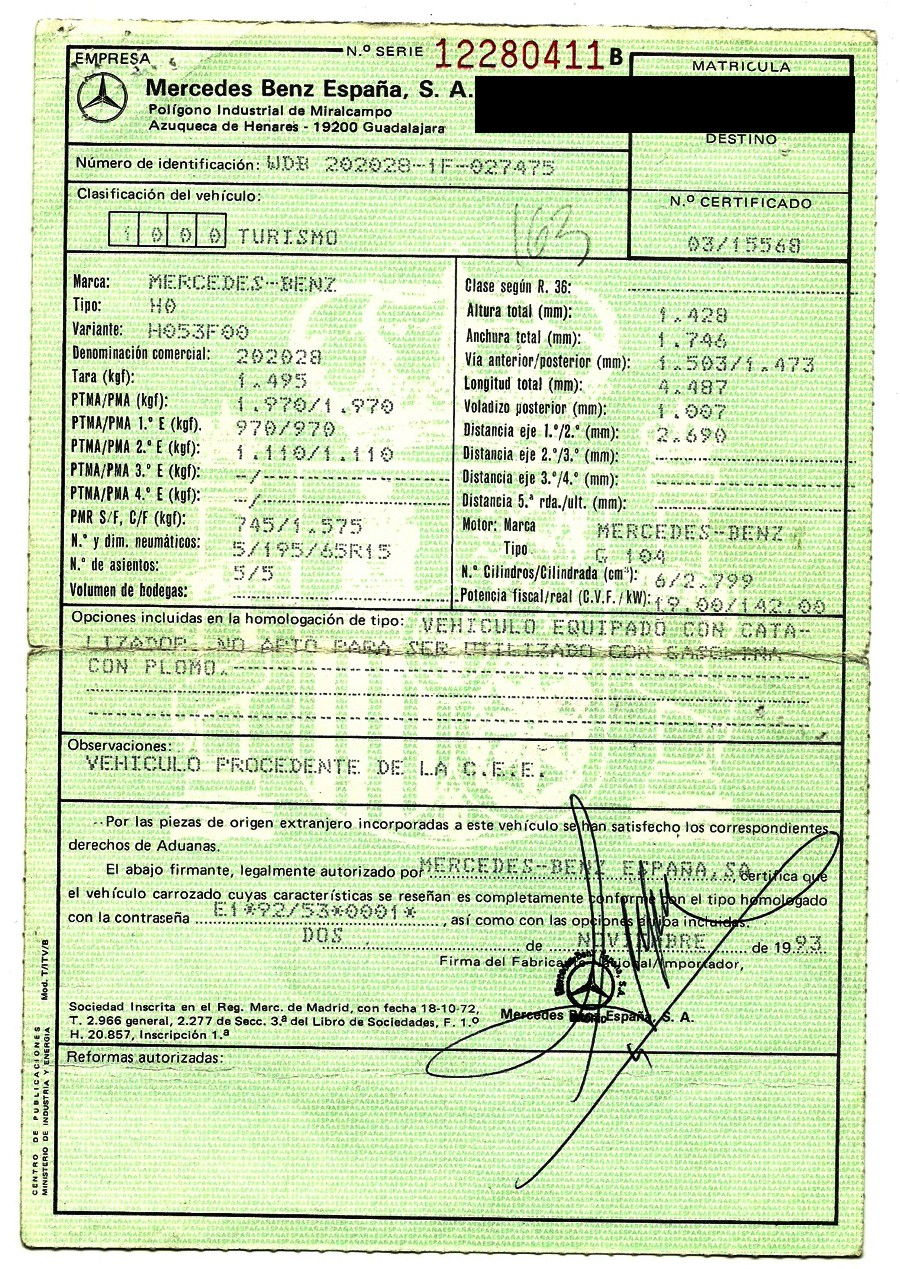 EMPRESA
N.º SERIE 12280411 B
MATRICULA
Mercedes Benz España, S. A.
Polígono Industrial de Miralcampo
Azuqueca de Henares - 19200 Guadalajara
DESTINO
Número de identificación: WDB 202028-1F-027475
Clasificación del vehículo:
N.º CERTIFICADO
03/15568
1 0 0 0 TURISMO
163
Marca: MERCEDES-BENZ
Tipo: H0
Variante: H053F00
Denominación comercial: 202028
Tara (kgf): 1.495
PTMA/PMA (kgf): 1.970/1.970
PTMA/PMA 1.º E (kgf). 970/970
PTMA/PMA 2.º E (kgf): 1.110/1.110
PTMA/PMA 3.º E (kgf): -/-
PTMA/PMA 4.º E (kgf): -/-
PMR S/F, C/F (kgf): 745/1.575
N.º y dim. neumáticos: 5/195/65R15
N.º de asientos: 5/5
Volumen de bodegas:
Clase según R. 36:
Altura total (mm): 1.428
Anchura total (mm): 1.746
Vía anterior/posterior (mm): 1.503/1.473
Longitud total (mm): 4.487
Voladizo posterior (mm): 1.007
Distancia eje 1.º/2.º (mm): 2.690
Distancia eje 2.º/3.º (mm):
Distancia eje 3.º/4.º (mm):
Distancia 5.ª rda./ult. (mm):
Motor: Marca MERCEDES-BENZ
Tipo G 104
N.º Cilindros/Cilindrada (cm³): 6/2.799
Potencia fiscal/real (C.V.F./kW): 19.00/142.00
Opciones incluidas en la homologación de tipo: VEHICULO EQUIPADO CON CATA-
LIZADOR. NO APTO PARA SER UTILIZADO CON GASOLINA
CON PLOMO.
Observaciones:
VEHICULO PROCEDENTE DE LA C.E.E.
Por las piezas de origen extranjero incorporadas a este vehículo se han satisfecho los correspondientes
derechos de Aduanas.
El abajo firmante, legalmente autorizado por MERCEDES-BENZ ESPAÑA,SA certifica que
el vehículo carrozado cuyas características se reseñan es completamente conforme con el tipo homologado
con la contraseña E1*92/53*0001*, así como con las opciones arriba incluidas.
DOS de NOVIEMBRE de 1993
Firma del Fabricante Nacional/Importador,
Mercedes Benz España, S. A.
Sociedad Inscrita en el Reg. Merc. de Madrid, con fecha 18-10-72,
T. 2.966 general, 2.277 de Secc. 3.ª del Libro de Sociedades, F. 1.º
H. 20.857, Inscripción 1.ª
Reformas autorizadas:
CENTRO DE PUBLICACIONES
MINISTERIO DE INDUSTRIA Y ENERGIA
Mod. T/ITV/B